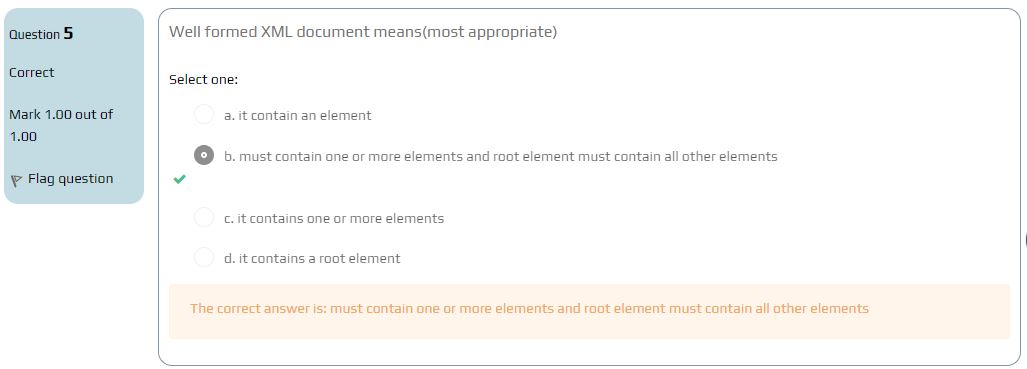 Question 5
Correct
Mark 1.00 out of
1.00
Flag question
Well formed XML document means(most appropriate)
Select one:
a. it contain an element
b. must contain one or more elements and root element must contain all other elements
c. it contains one or more elements
d. it contains a root element
The correct answer is: must contain one or more elements and root element must contain all other elements